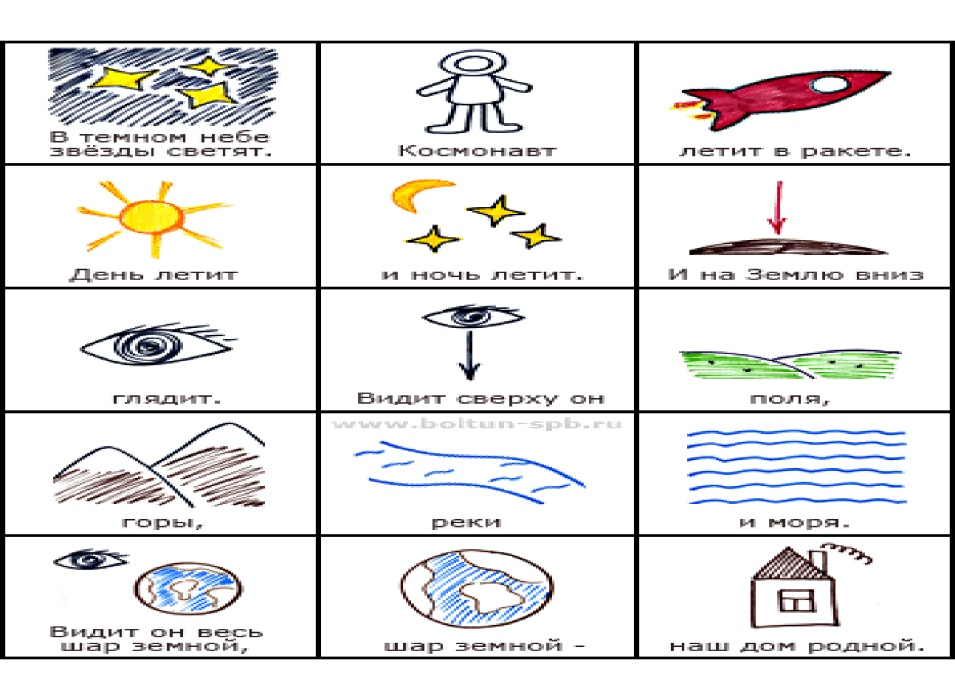 В темном небе
звёзды светят.
Космонавт
летит в ракете.
День летит
и ночь летит.
И на Землю вниз
глядит.
Видит сверху он
поля,
www.boltun-spb.ru
горы,
реки
и моря.
Видит он весь
шар земной,
шар земной -
наш дом родной.